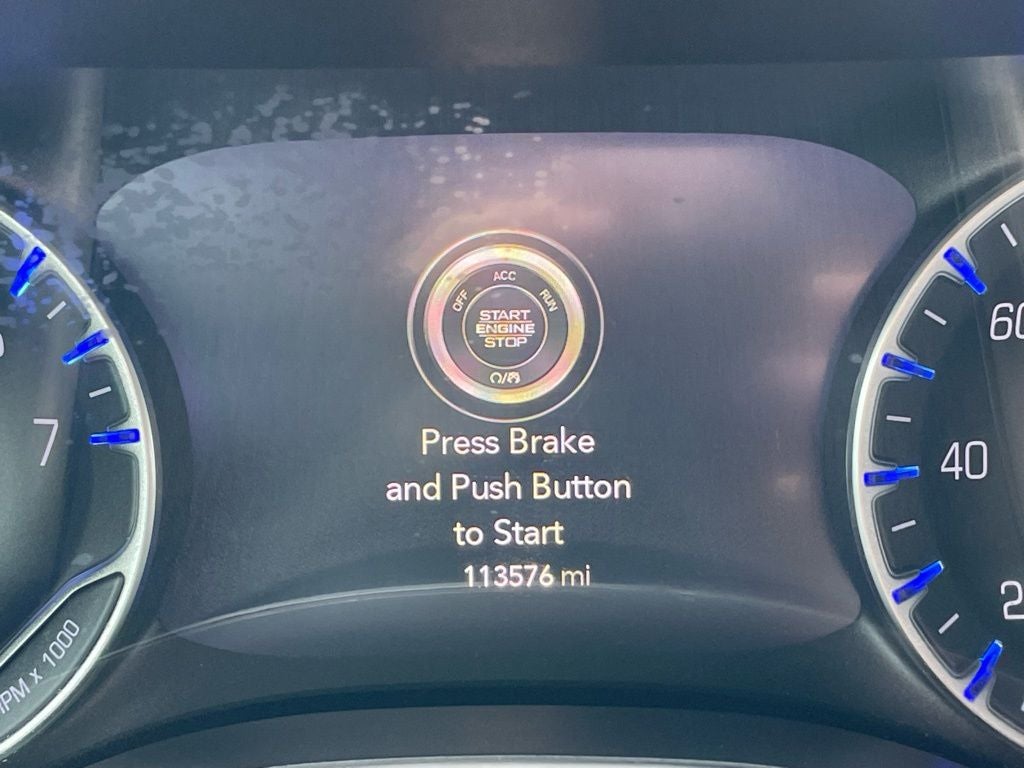 ACC
OFF
RUN
START
ENGINE
STOP
Press Brake
and Push Button
to Start
113576 mi
7
RPM x 1000
60
40